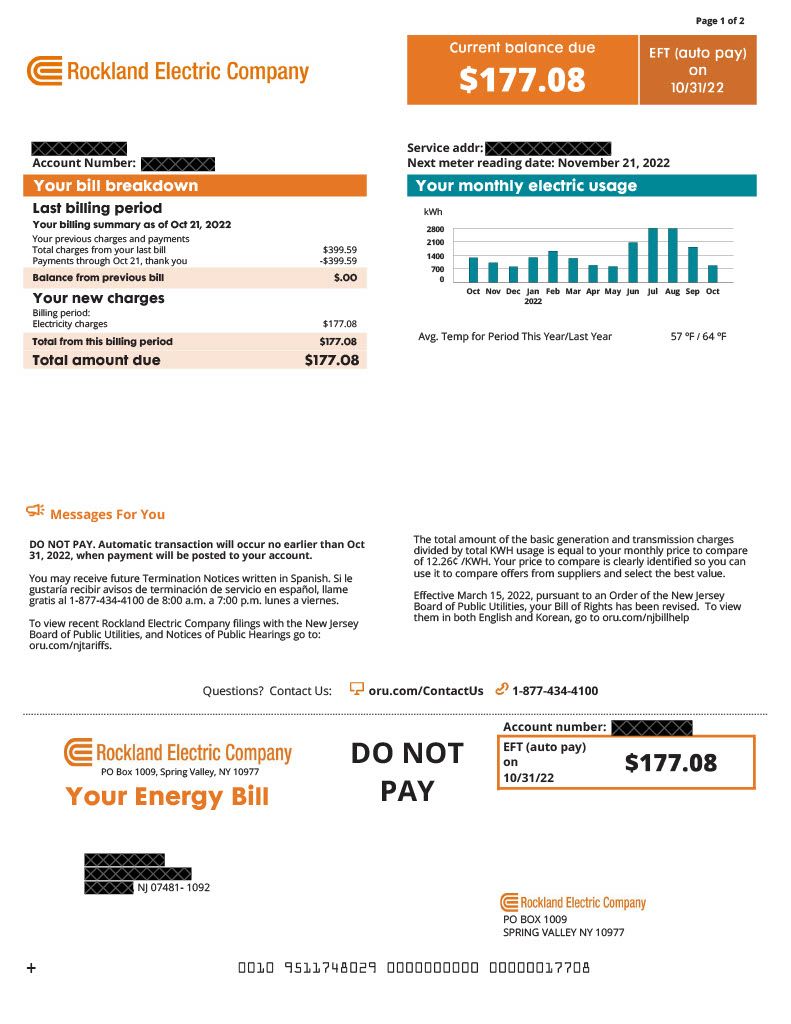 Page 1 of 2
Rockland Electric Company
Current balance due
$177.08
EFT (auto pay)
on
10/31/22
Account Number:
Service addr:
Next meter reading date: November 21, 2022
Your bill breakdown
Last billing period
Your billing summary as of Oct 21, 2022
Your previous charges and payments
Total charges from your last bill $399.59
Payments through Oct 21, thank you -$399.59
Balance from previous bill $.00
Your new charges
Billing period:
Electricity charges $177.08
Total from this billing period $177.08
Total amount due $177.08
Your monthly electric usage
kWh
2800
2100
1400
700
0
Oct Nov Dec Jan Feb Mar Apr May Jun Jul Aug Sep Oct
2022
Avg. Temp for Period This Year/Last Year 57 °F / 64 °F
Messages For You
DO NOT PAY. Automatic transaction will occur no earlier than Oct
31, 2022, when payment will be posted to your account.
You may receive future Termination Notices written in Spanish. Si le
gustaría recibir avisos de terminación de servicio en español, llame
gratis al 1-877-434-4100 de 8:00 a.m. a 7:00 p.m. lunes a viernes.
To view recent Rockland Electric Company filings with the New Jersey
Board of Public Utilities, and Notices of Public Hearings go to:
oru.com/njtariffs.
The total amount of the basic generation and transmission charges
divided by total KWH usage is equal to your monthly price to compare
of 12.26¢ /KWH. Your price to compare is clearly identified so you can
use it to compare offers from suppliers and select the best value.
Effective March 15, 2022, pursuant to an Order of the New Jersey
Board of Public Utilities, your Bill of Rights has been revised. To view
them in both English and Korean, go to oru.com/njbillhelp
Questions? Contact Us: oru.com/ContactUs 1-877-434-4100
Rockland Electric Company
PO Box 1009, Spring Valley, NY 10977
Your Energy Bill
DO NOT
PAY
Account number:
EFT (auto pay)
on
10/31/22
$177.08
NJ 07481- 1092
Rockland Electric Company
PO BOX 1009
SPRING VALLEY NY 10977
+
0010 9511748029 0000000000 00000017708